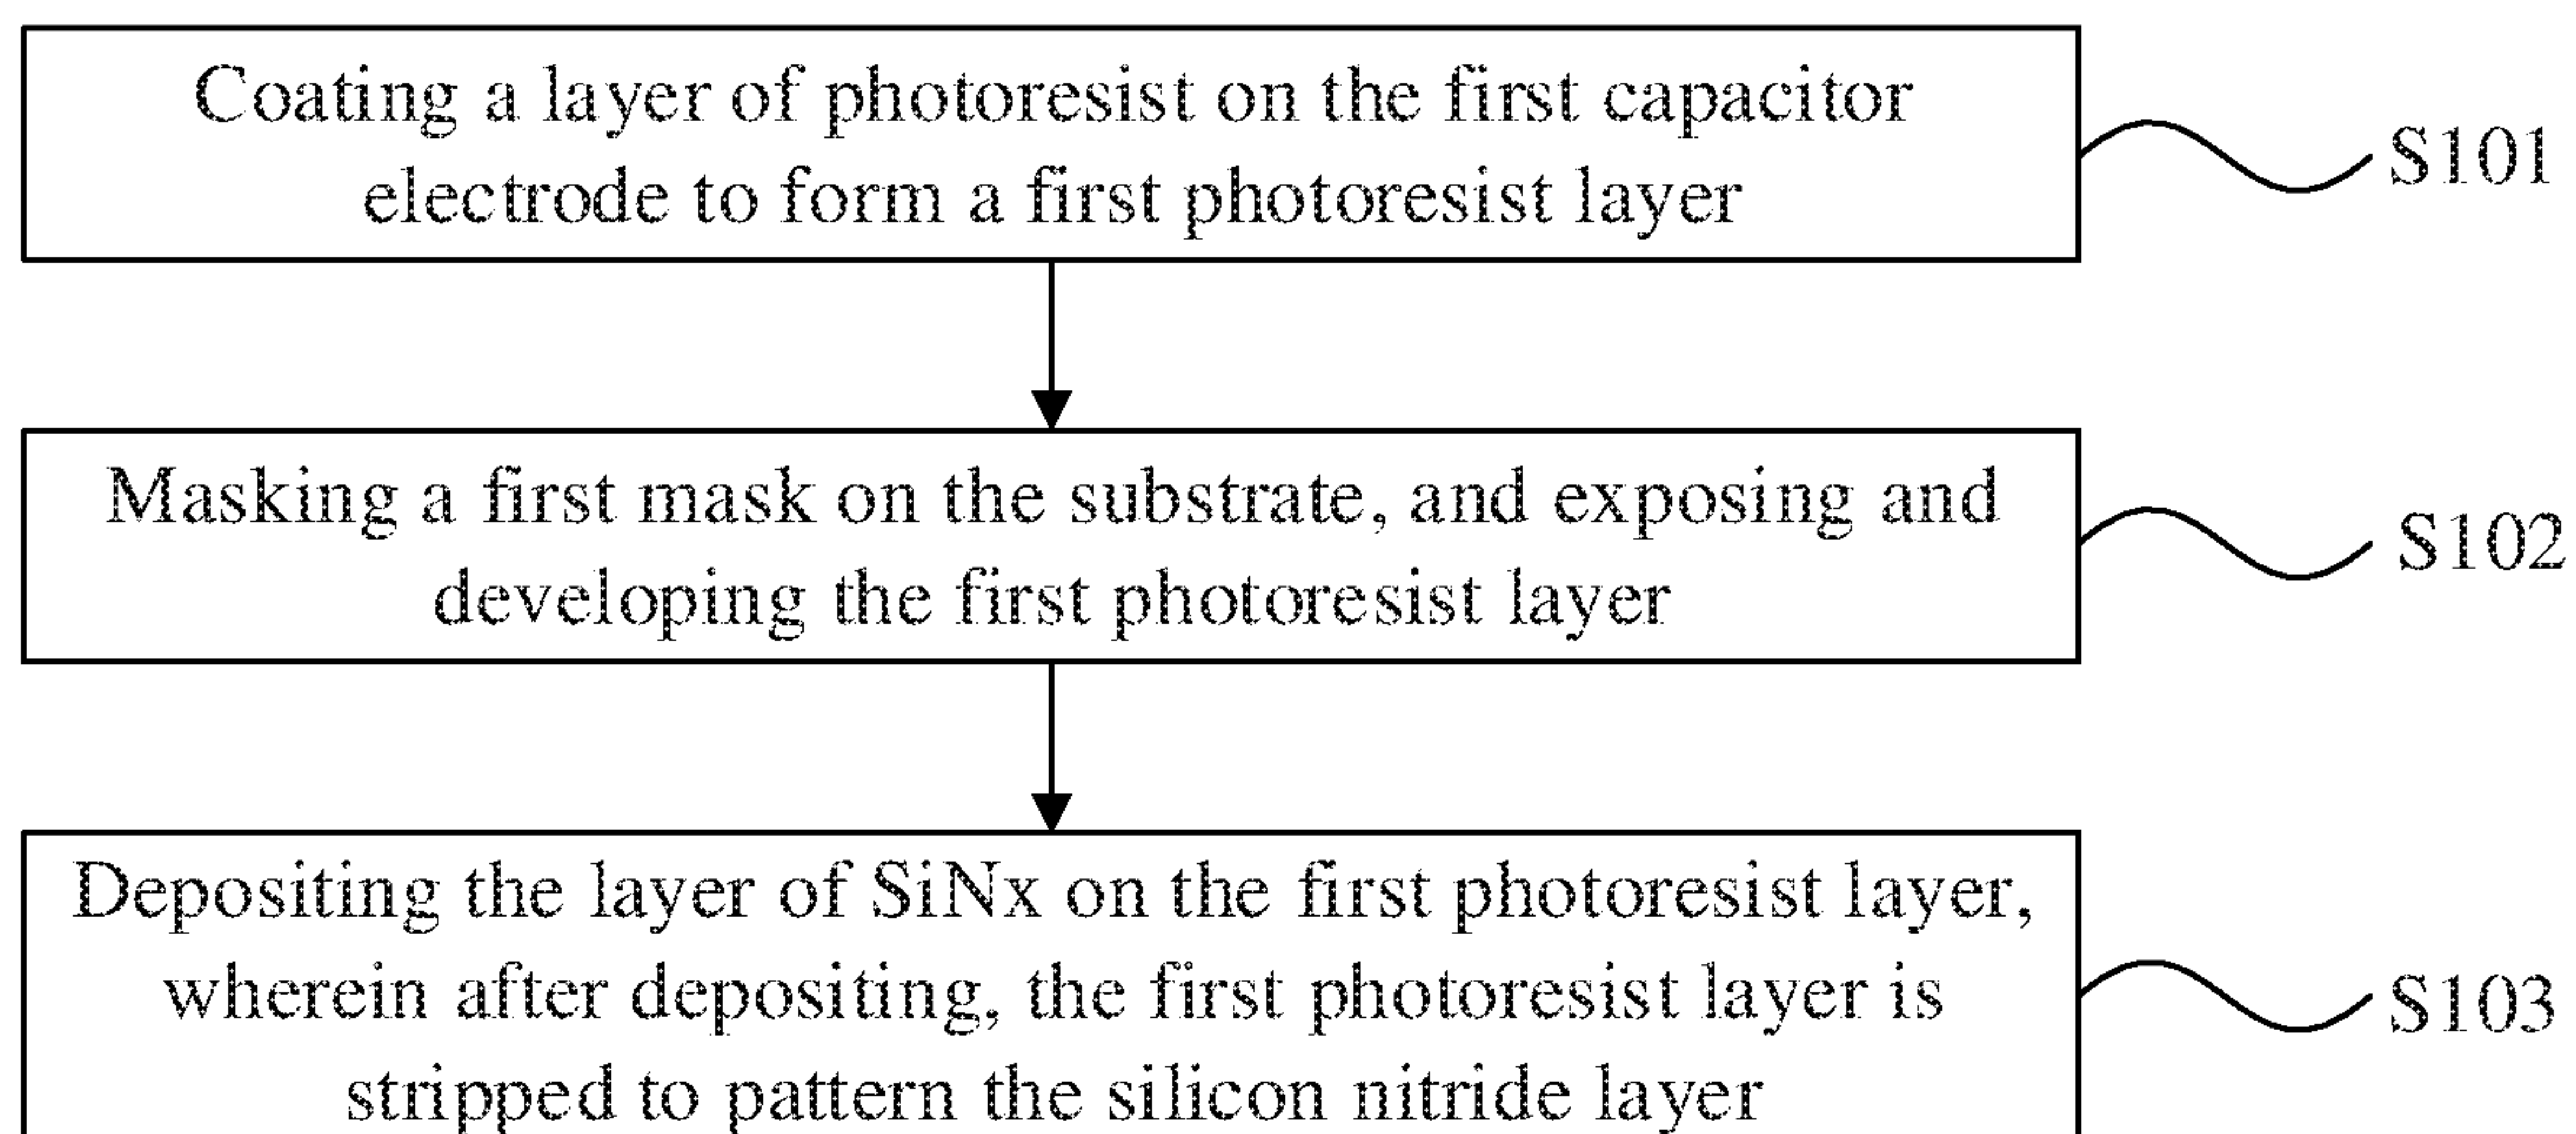 Coating a layer of photoresist on the first capacitor
electrode to form a first photoresist layer
S101
Masking a first mask on the substrate, and exposing and
developing the first photoresist layer
S102
Depositing the layer of SiNx on the first photoresist layer,
wherein after depositing, the first photoresist layer is
stripped to pattern the silicon nitride layer
S103